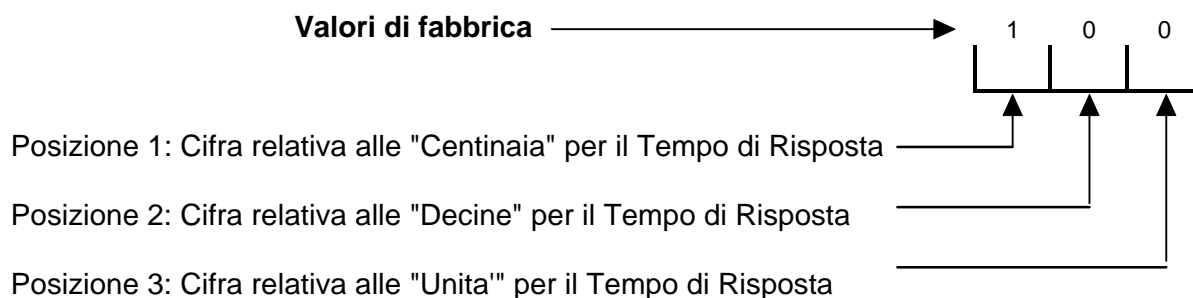 Valori di fabbrica 1 0 0
Posizione 1: Cifra relativa alle "Centinaia" per il Tempo di Risposta
Posizione 2: Cifra relativa alle "Decine" per il Tempo di Risposta
Posizione 3: Cifra relativa alle "Unita'" per il Tempo di Risposta